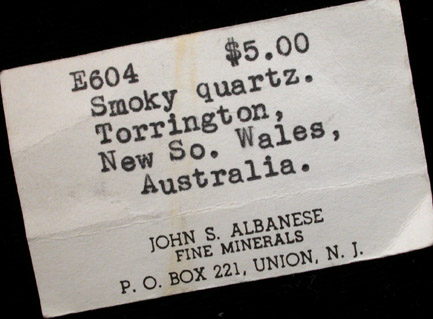 E604 $5.00
Smoky quartz.
Torrington,
New So. Wales,
Australia.
JOHN S. ALBANESE
FINE MINERALS
P. O. BOX 221, UNION, N. J.